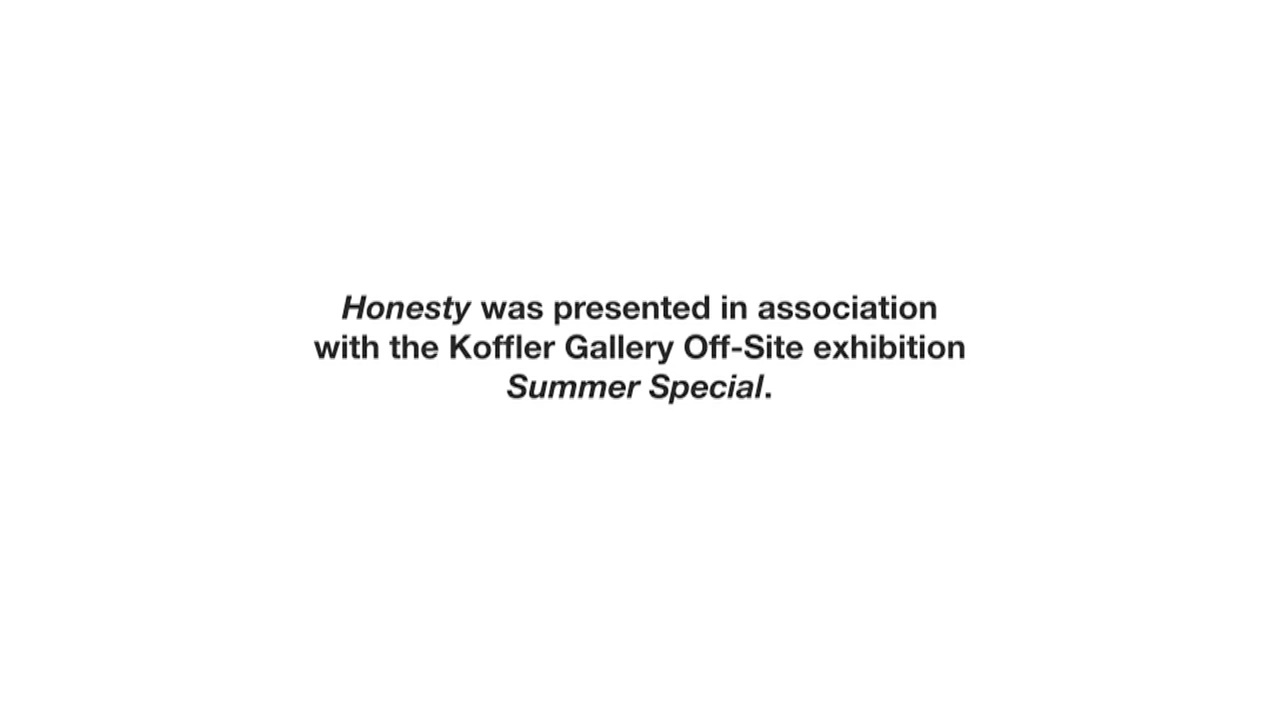 Honesty was presented in association
with the Koffler Gallery Off-Site exhibition
Summer Special.